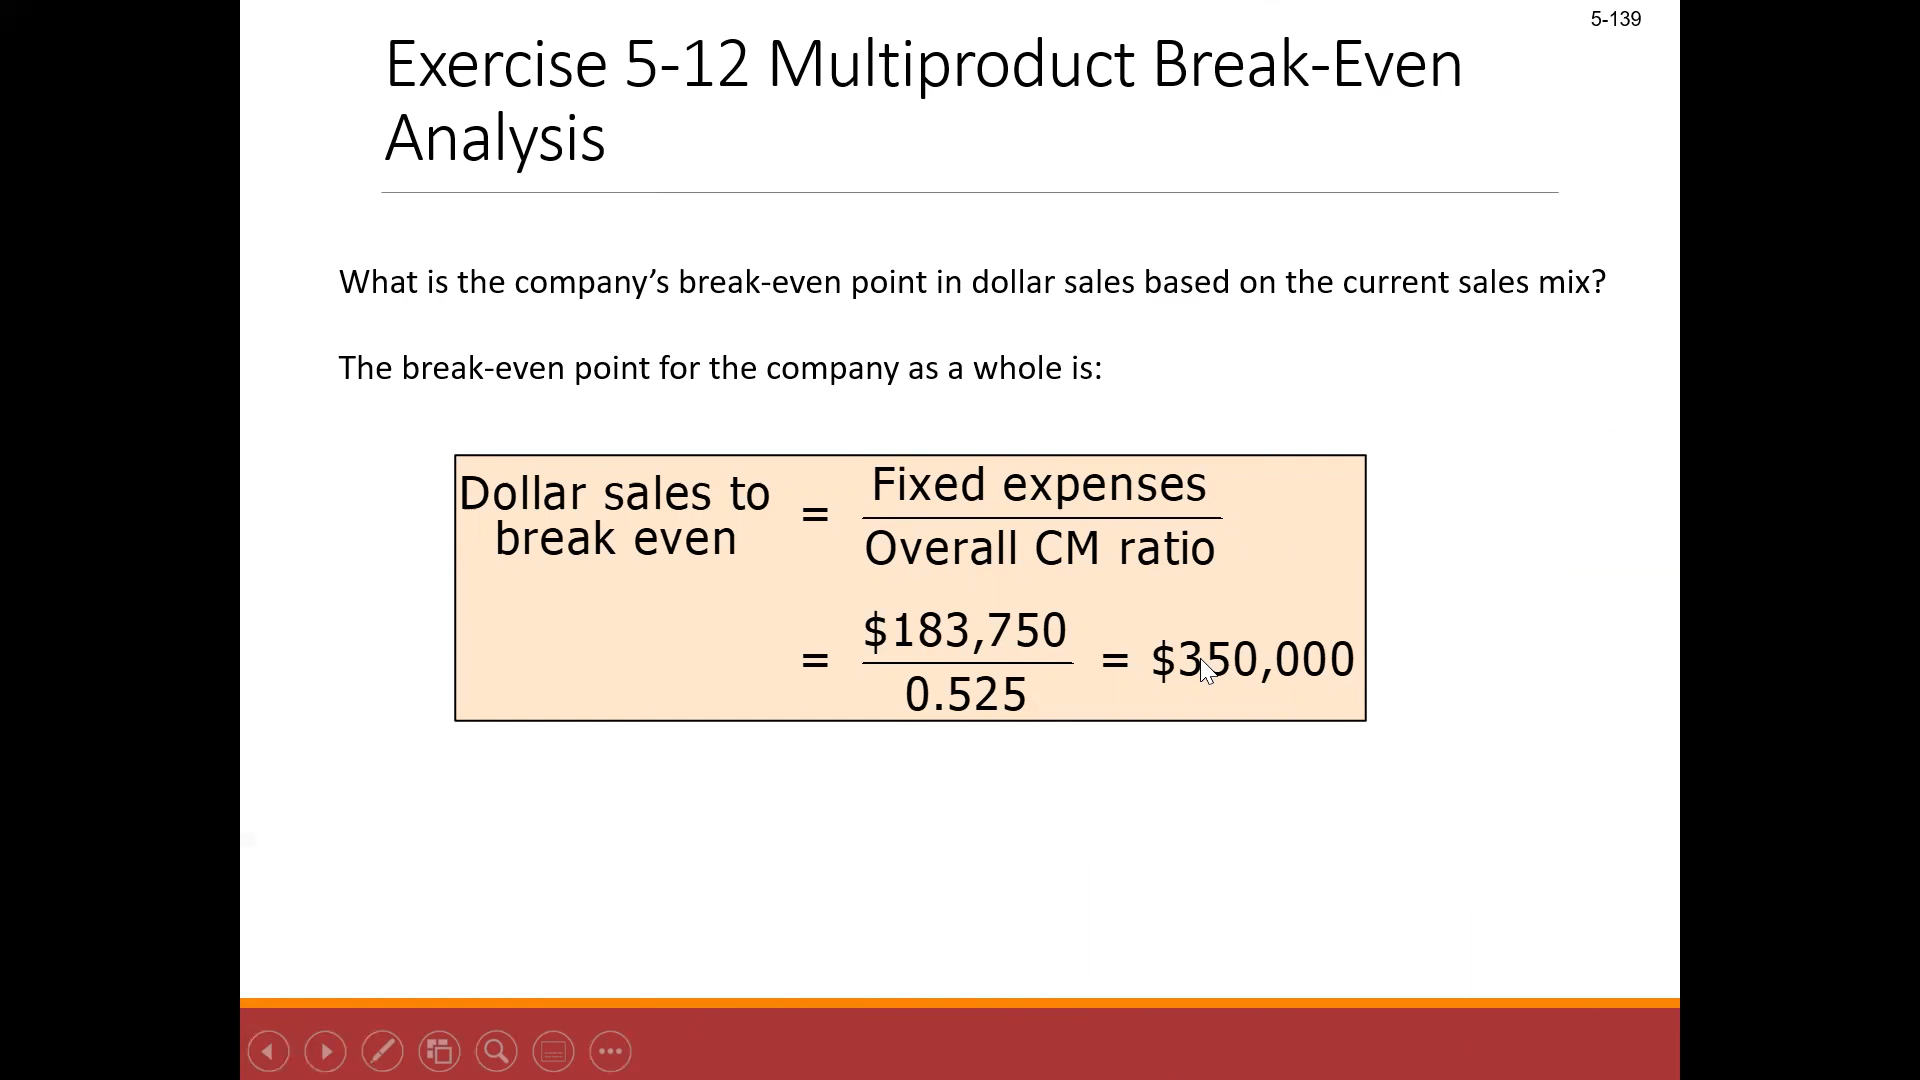 5-139
Exercise 5-12 Multiproduct Break-Even
Analysis
What is the company’s break-even point in dollar sales based on the current sales mix?
The break-even point for the company as a whole is:
Dollar sales to break even = Fixed expenses / Overall CM ratio
= $183,750 / 0.525 = $350,000